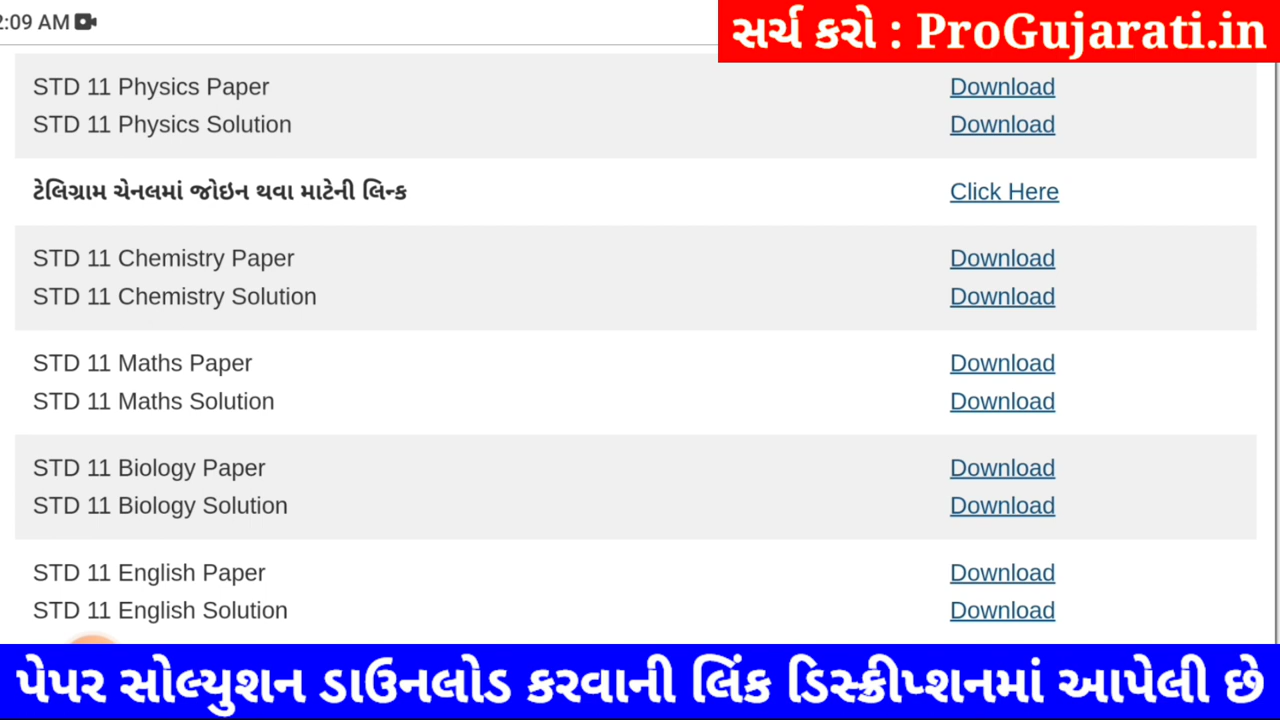 2:09 AM
સર્ચ કરો : ProGujarati.in
STD 11 Physics Paper Download
STD 11 Physics Solution Download
ટેલિગ્રામ ચેનલમાં જોઇન થવા માટેની લિન્ક Click Here
STD 11 Chemistry Paper Download
STD 11 Chemistry Solution Download
STD 11 Maths Paper Download
STD 11 Maths Solution Download
STD 11 Biology Paper Download
STD 11 Biology Solution Download
STD 11 English Paper Download
STD 11 English Solution Download
પેપર સોલ્યુશન ડાઉનલોડ કરવાની લિંક ડિસ્ક્રીપ્શનમાં આપેલી છે